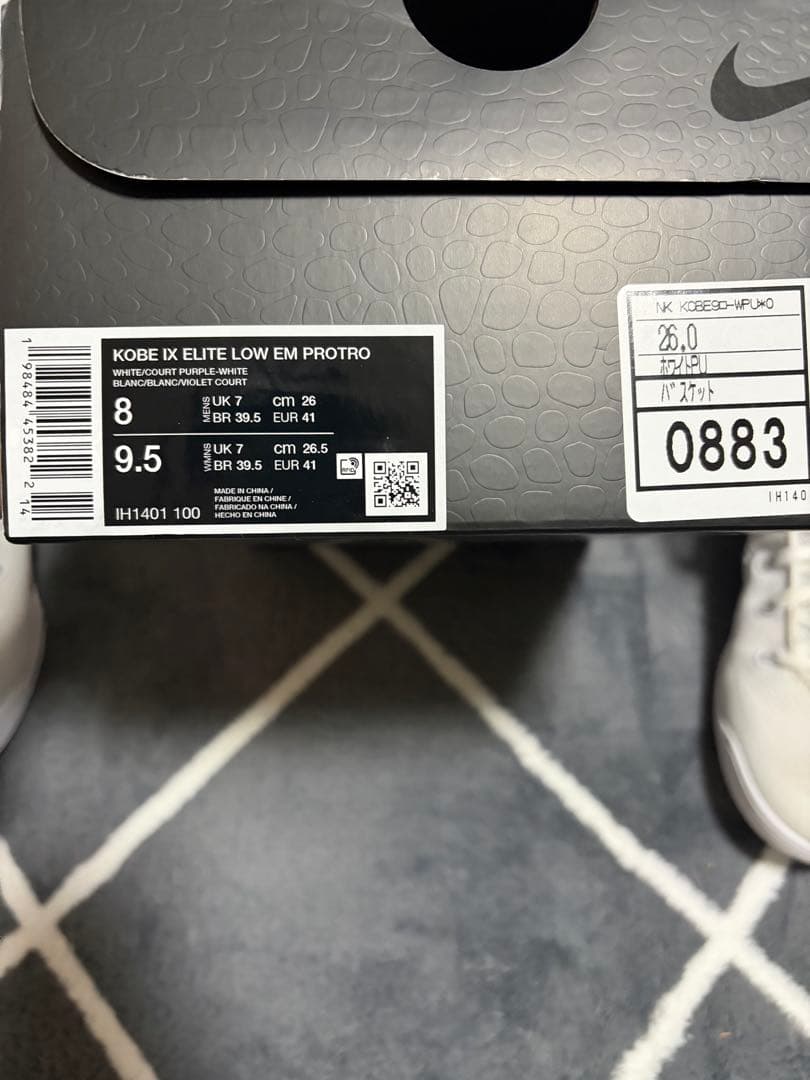 KOBE IX ELITE LOW EM PROTRO
WHITE/COURT PURPLE-WHITE
BLANC/BLANC/VIOLET COURT
8
MENS
UK 7 cm 26
BR 39.5 EUR 41
9.5
WMNS
UK 7 cm 26.5
BR 39.5 EUR 41
RFID
IH1401 100
MADE IN CHINA /
FABRIQUE EN CHINE /
FABRICADO NA CHINA /
HECHO EN CHINA
1 98484 45382 2 14
NK KOBE9ロ-WPU*O
26.0
ホワイトPU
バスケット
0883
IH140